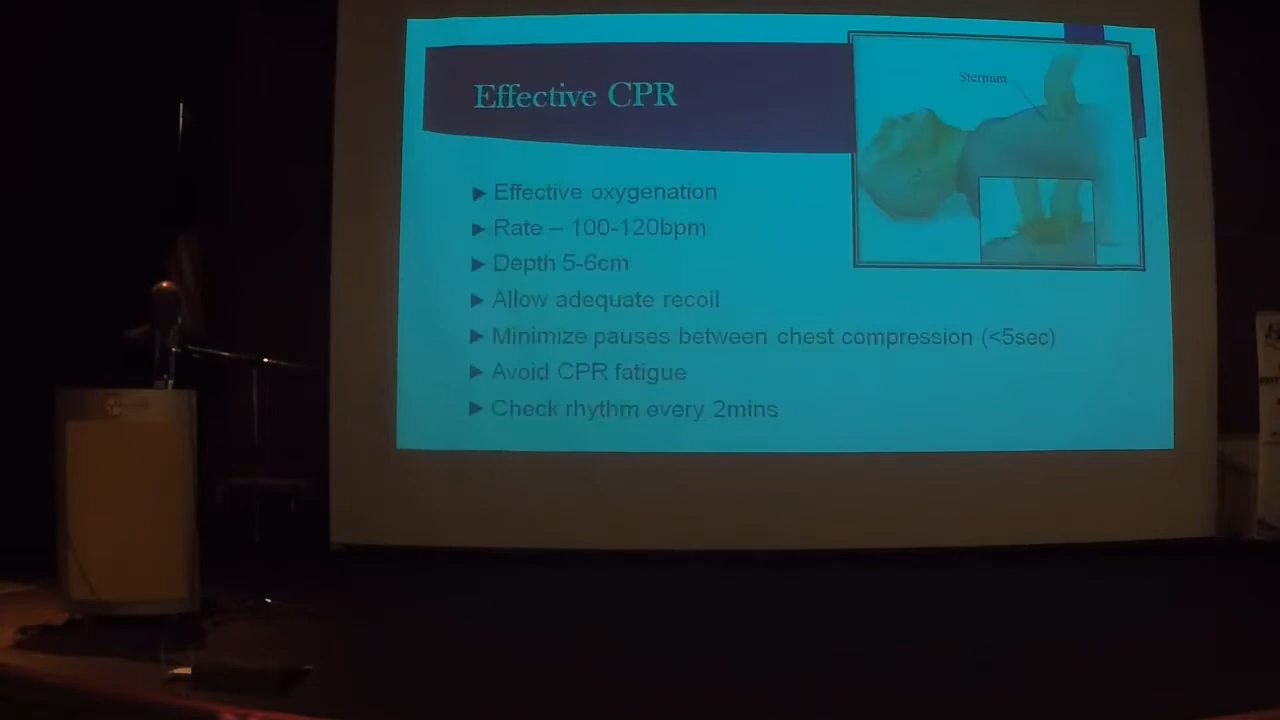 Effective CPR
Sternum
Effective oxygenation
Rate – 100-120bpm
Depth 5-6cm
Allow adequate recoil
Minimize pauses between chest compression (<5sec)
Avoid CPR fatigue
Check rhythm every 2mins